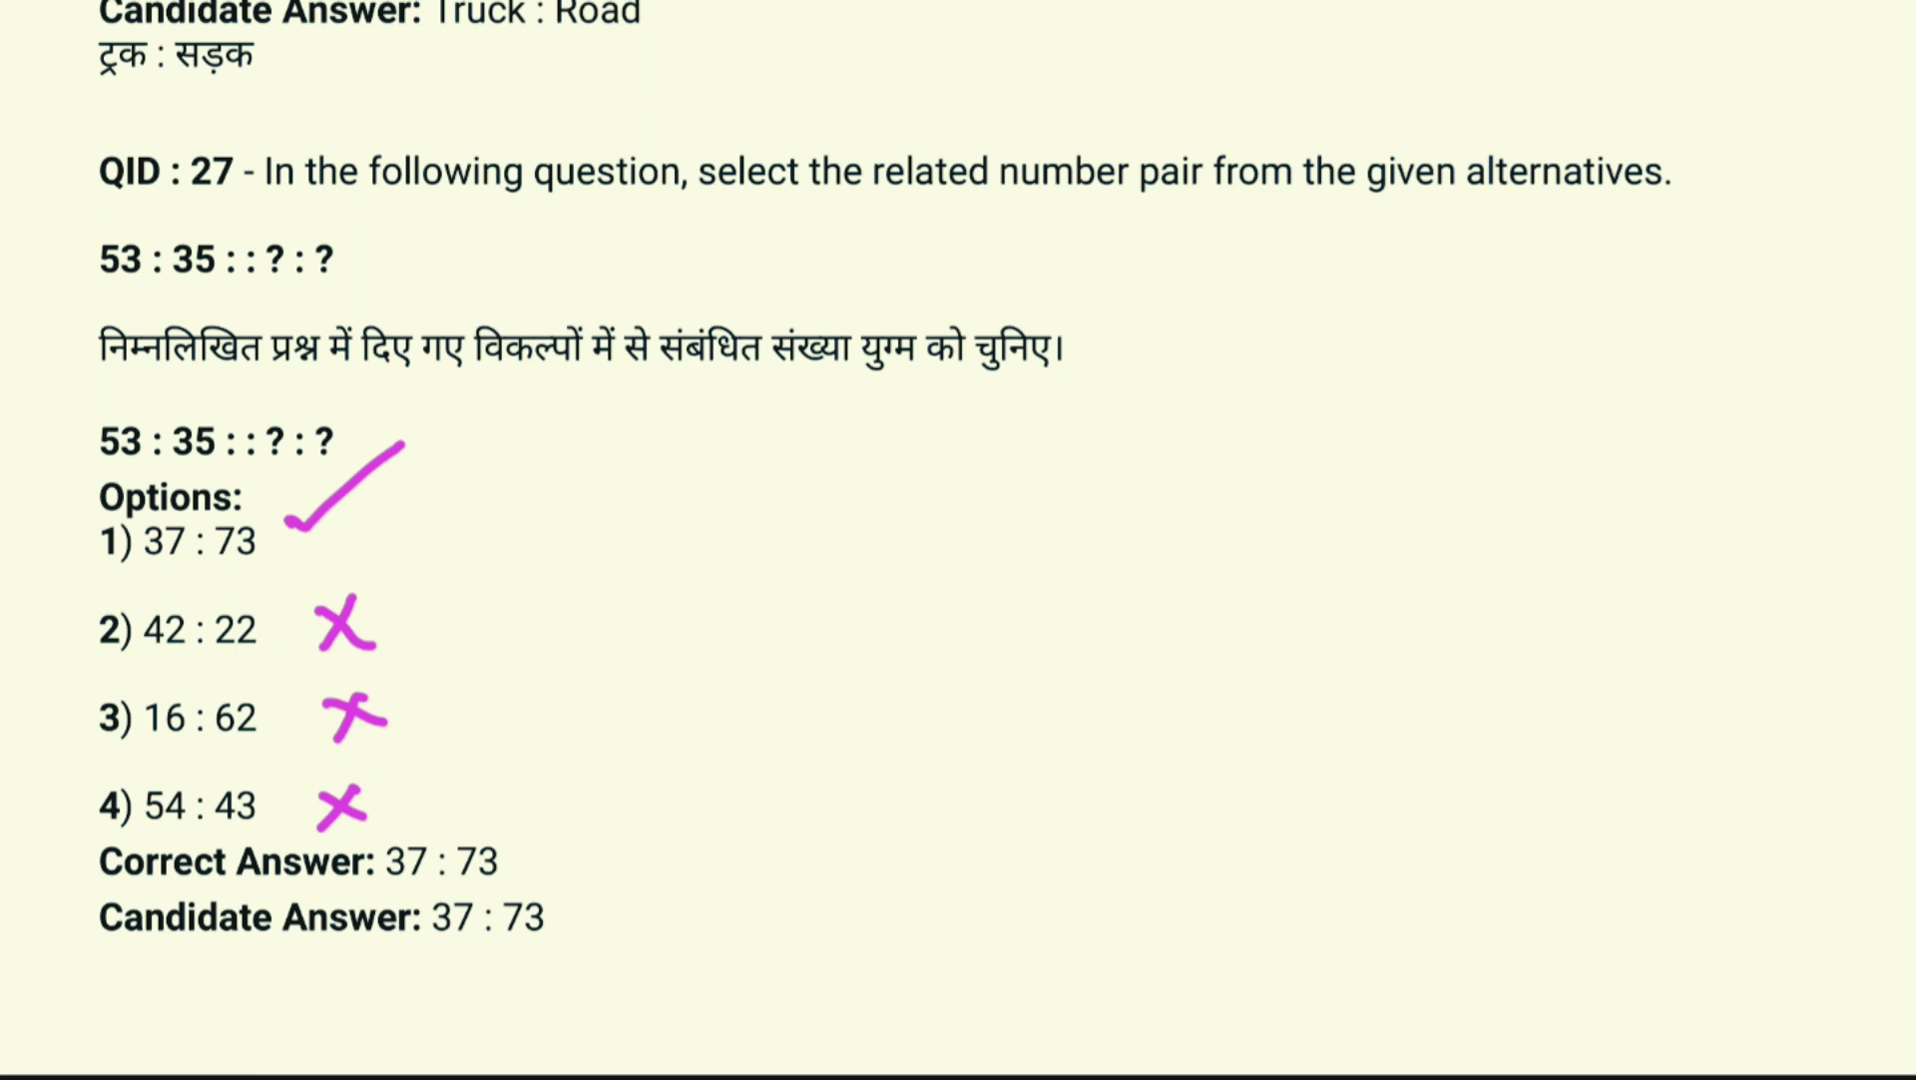 Candidate Answer: Truck : Road
ट्रक : सड़क
QID : 27 - In the following question, select the related number pair from the given alternatives.
53 : 35 : : ? : ?
निम्नलिखित प्रश्न में दिए गए विकल्पों में से संबंधित संख्या युग्म को चुनिए।
53 : 35 : : ? : ?
Options:
1) 37 : 73
2) 42 : 22
3) 16 : 62
4) 54 : 43
Correct Answer: 37 : 73
Candidate Answer: 37 : 73